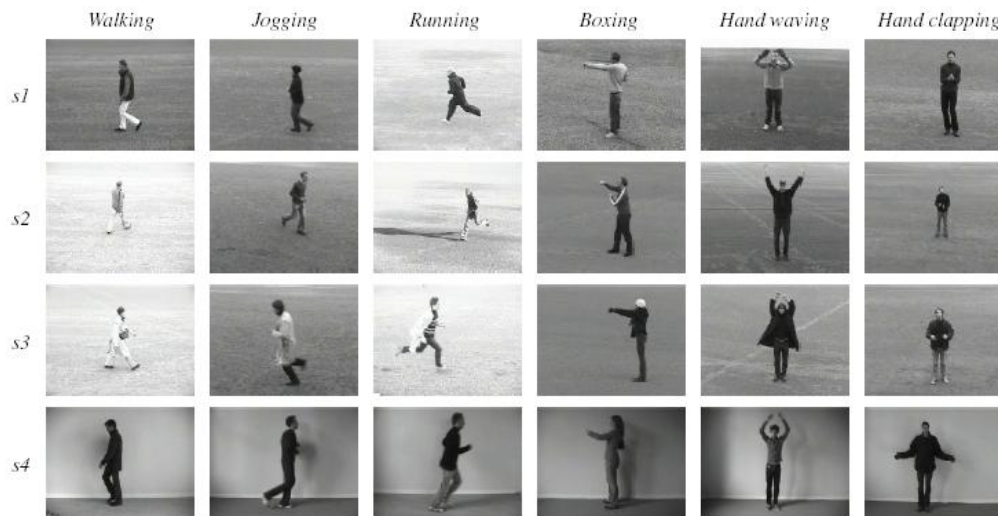 Walking Jogging Running Boxing Hand waving Hand clapping
s1
s2
s3
s4